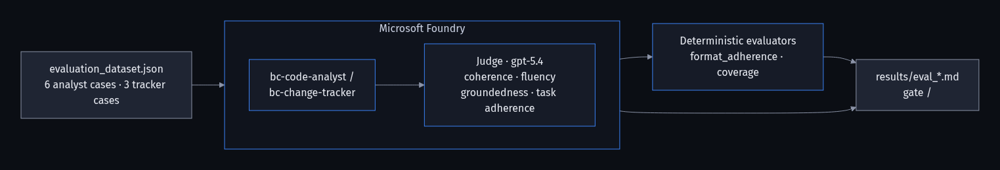 evaluation_dataset.json
6 analyst cases · 3 tracker
cases
Microsoft Foundry
bc-code-analyst /
bc-change-tracker
Judge · gpt-5.4
coherence · fluency
groundedness · task
adherence
Deterministic evaluators
format_adherence ·
coverage
results/eval_*.md
gate /